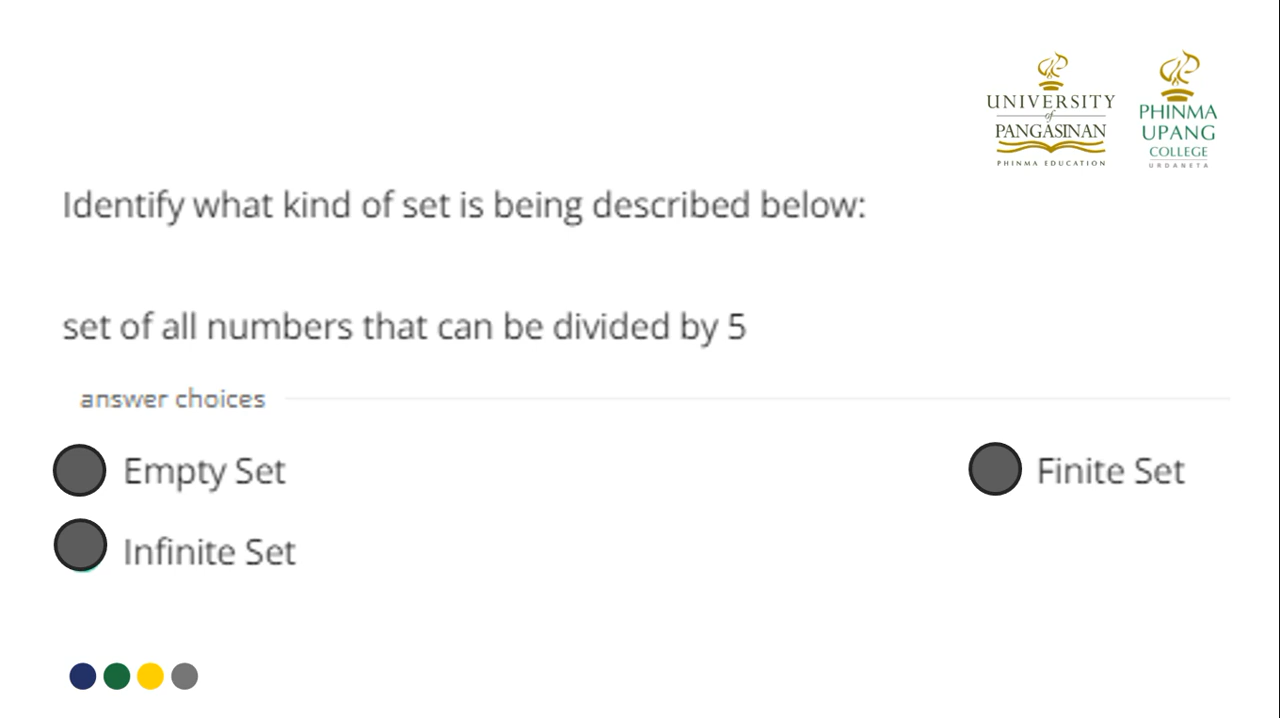 UNIVERSITY
of
PANGASINAN
PHINMA EDUCATION
PHINMA
UPANG
COLLEGE
URDANETA
Identify what kind of set is being described below:
set of all numbers that can be divided by 5
answer choices
Empty Set
Finite Set
Infinite Set